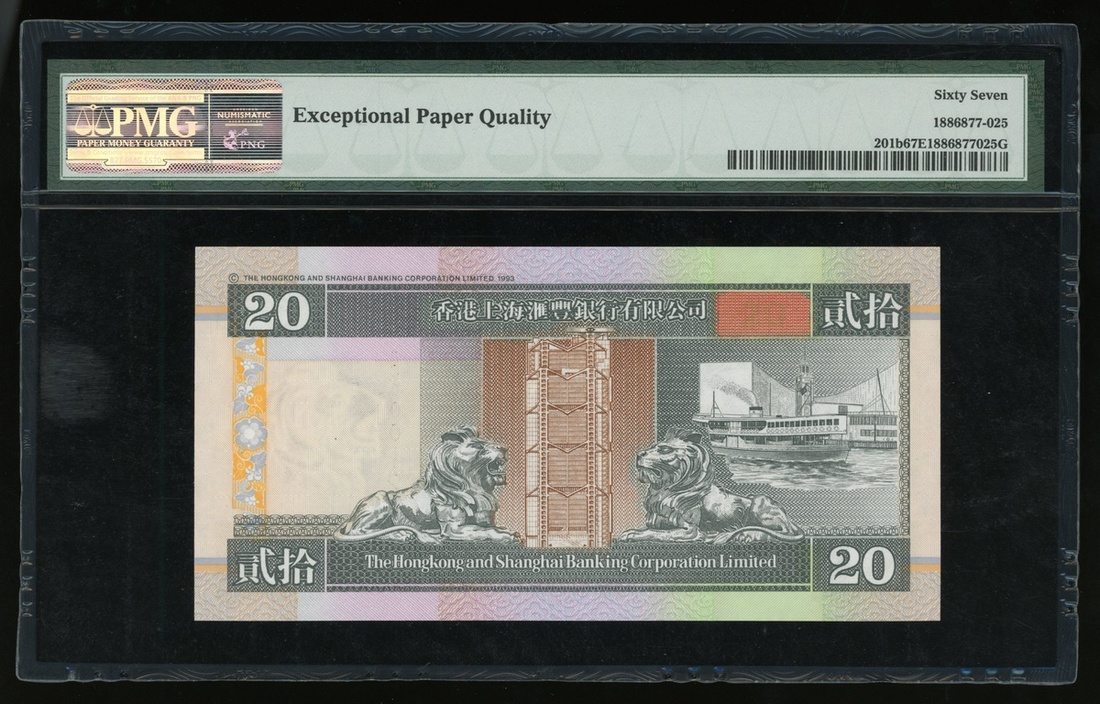 PMG
PAPER MONEY GUARANTY
NUMISMATIC
PNG
Exceptional Paper Quality
Sixty Seven
1886877-025
201b67E1886877025G
© THE HONGKONG AND SHANGHAI BANKING CORPORATION LIMITED 1993
20
香港上海滙豐銀行有限公司
貳拾
貳拾
The Hongkong and Shanghai Banking Corporation Limited
20